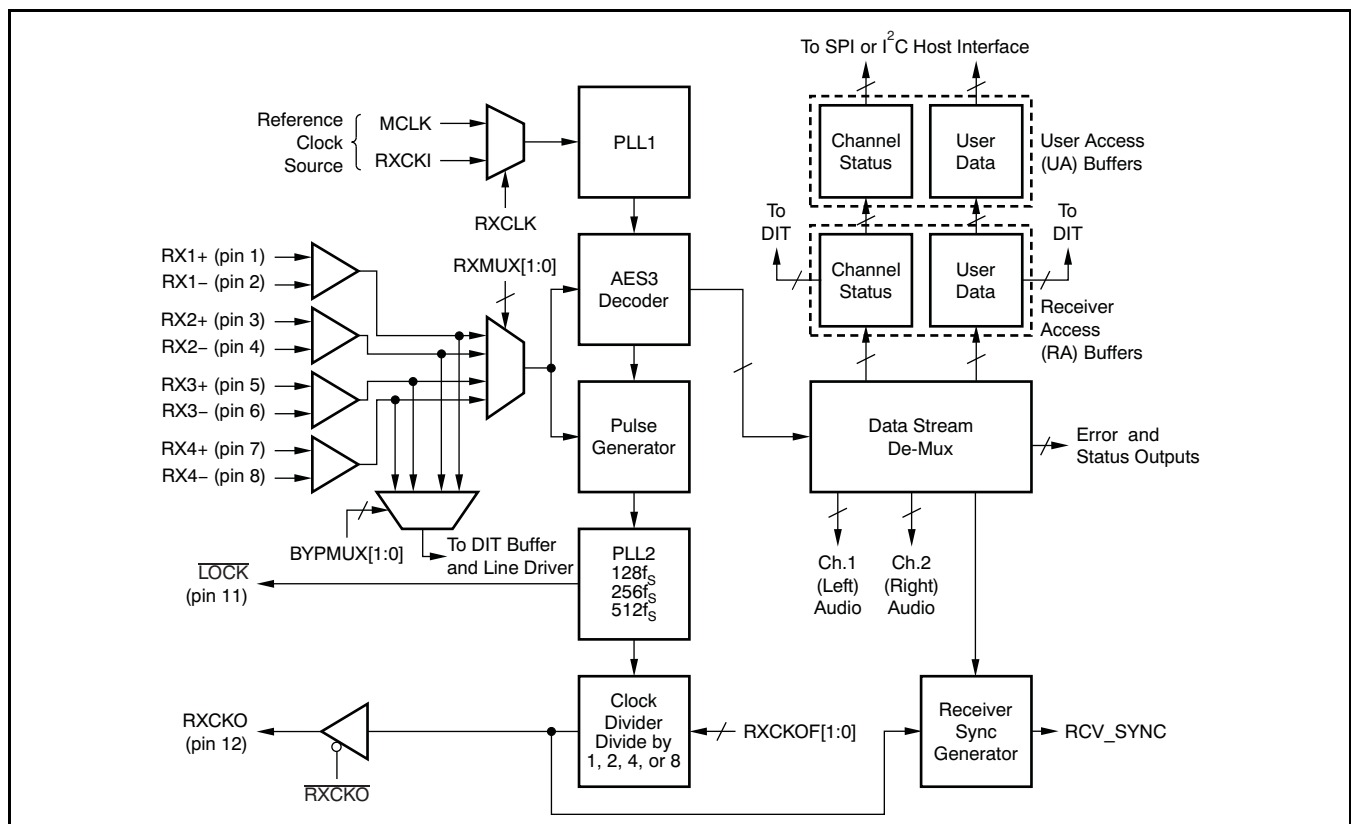 To SPI or I2C Host Interface
Reference
Clock
Source
MCLK
RXCKI
RXCLK
PLL1
Channel
Status
User
Data
User Access
(UA) Buffers
To
DIT
To
DIT
Channel
Status
User
Data
Receiver
Access
(RA) Buffers
RX1+ (pin 1)
RX1− (pin 2)
RX2+ (pin 3)
RX2− (pin 4)
RX3+ (pin 5)
RX3− (pin 6)
RX4+ (pin 7)
RX4− (pin 8)
RXMUX[1:0]
AES3
Decoder
Pulse
Generator
Data Stream
De-Mux
Error and
Status Outputs
BYPMUX[1:0]
To DIT Buffer
and Line Driver
LOCK
(pin 11)
PLL2
128fS
256fS
512fS
Ch.1
(Left)
Audio
Ch.2
(Right)
Audio
RXCKO
(pin 12)
RXCKO
Clock
Divider
Divide by
1, 2, 4, or 8
RXCKOF[1:0]
Receiver
Sync
Generator
RCV_SYNC